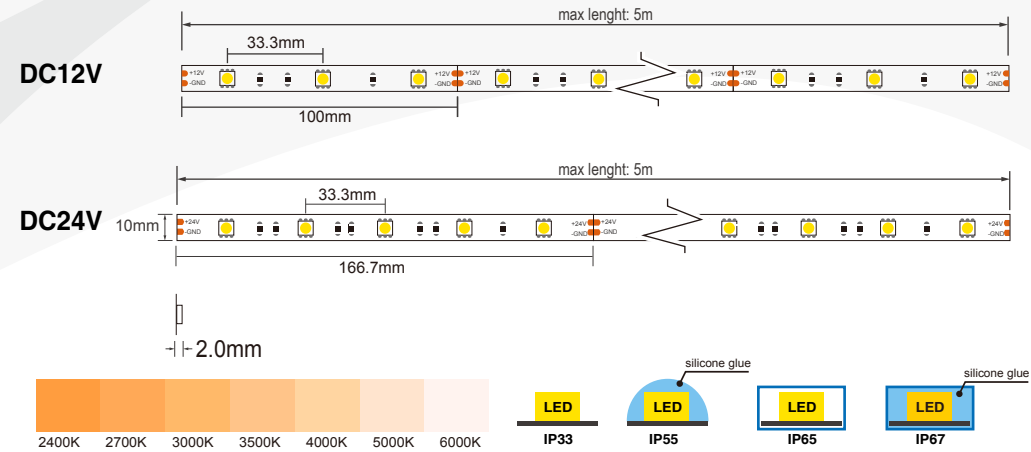 max lenght: 5m
33.3mm
DC12V
+12V
-GND
+12V
-GND
+12V
-GND
+12V
-GND
+12V
-GND
+12V
-GND
100mm
max lenght: 5m
33.3mm
DC24V
10mm
+24V
-GND
+24V
-GND
+24V
-GND
+24V
-GND
166.7mm
2.0mm
silicone glue
silicone glue
LED
LED
LED
LED
2400K 2700K 3000K 3500K 4000K 5000K 6000K
IP33 IP55 IP65 IP67